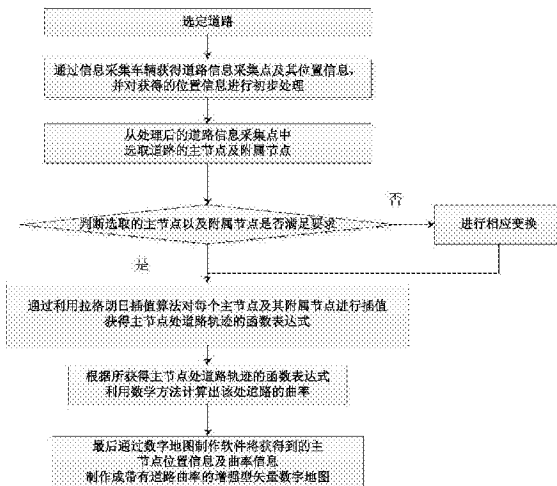 选定道路
通过信息采集车辆获得道路信息采集点及其位置信息，
并对获得的位置信息进行初步处理
从处理后的道路信息采集点中
选取道路的主节点及附属节点
判断选取的主节点以及附属节点是否满足要求
否
进行相应变换
是
通过利用拉格朗日插值算法对每个主节点及其附属节点进行插值
获得主节点处道路轨迹的函数表达式
根据所获得主节点处道路轨迹的函数表达式
利用数学方法计算出该处道路的曲率
最后通过数字地图制作软件将获得到的主
节点位置信息及曲率信息
制作成带有道路曲率的增强型矢量数字地图